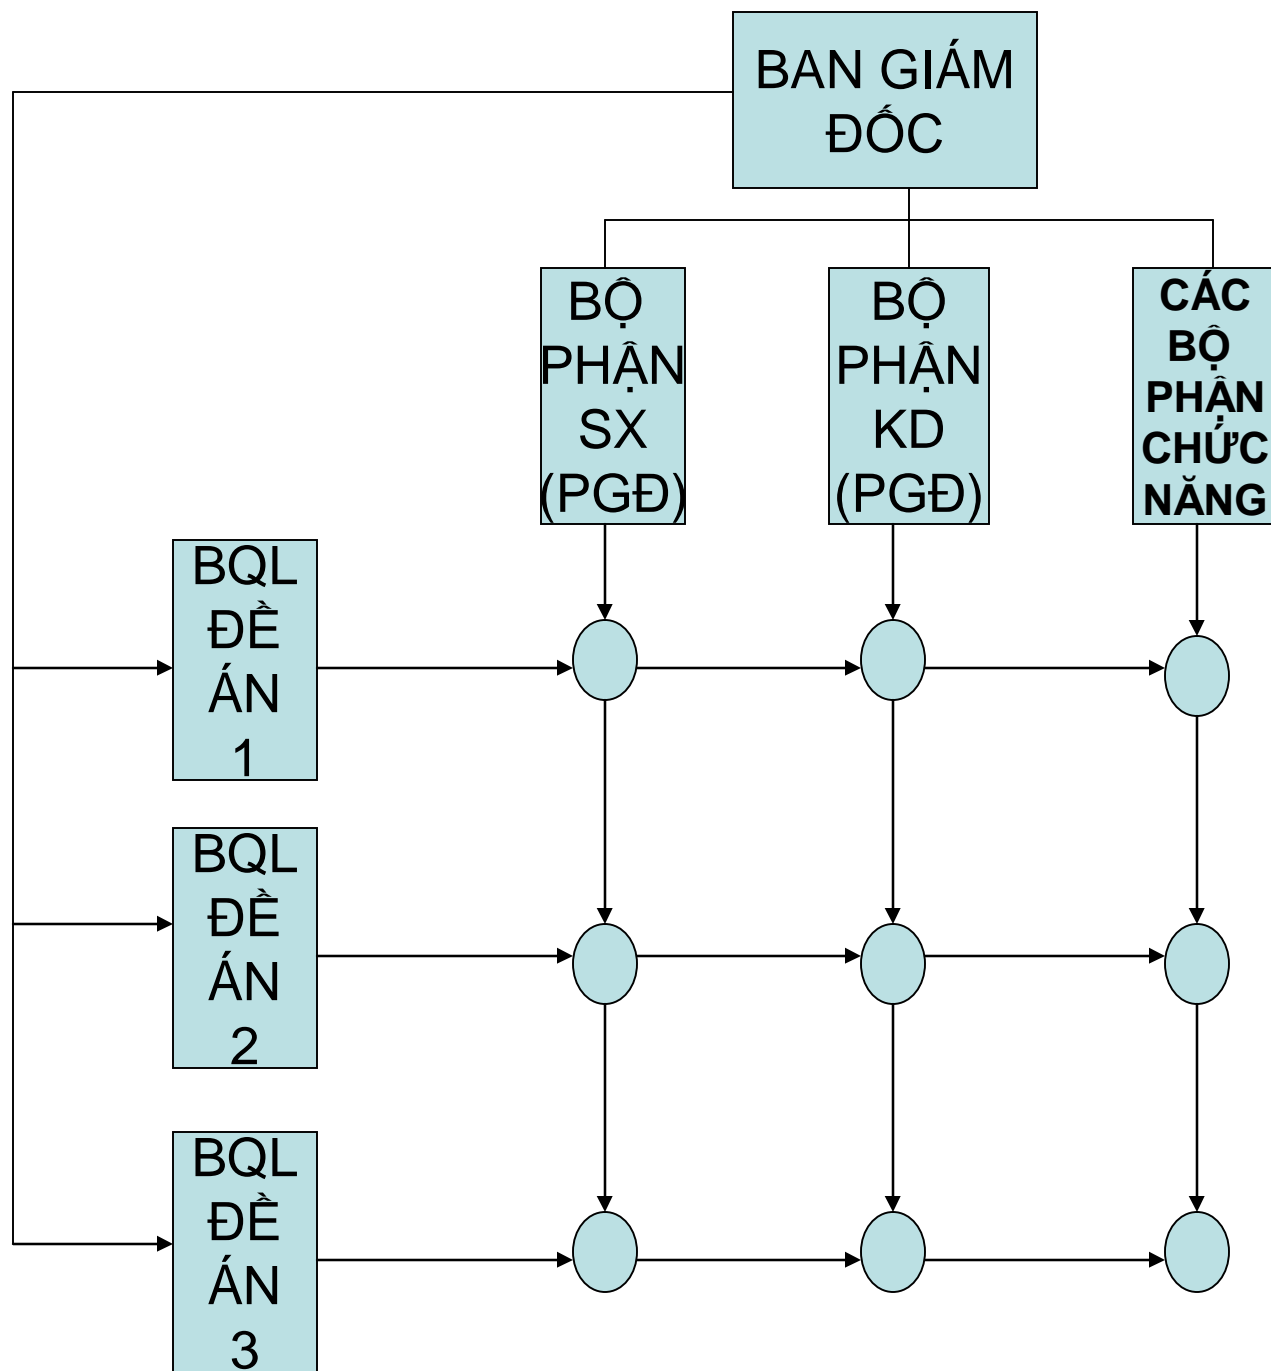 BAN GIÁM
ĐỐC
BỘ
PHẬN
SX
(PGĐ)
BỘ
PHẬN
KD
(PGĐ)
CÁC
BỘ
PHẬN
CHỨC
NĂNG
BQL
ĐỀ
ÁN
1
BQL
ĐỀ
ÁN
2
BQL
ĐỀ
ÁN
3